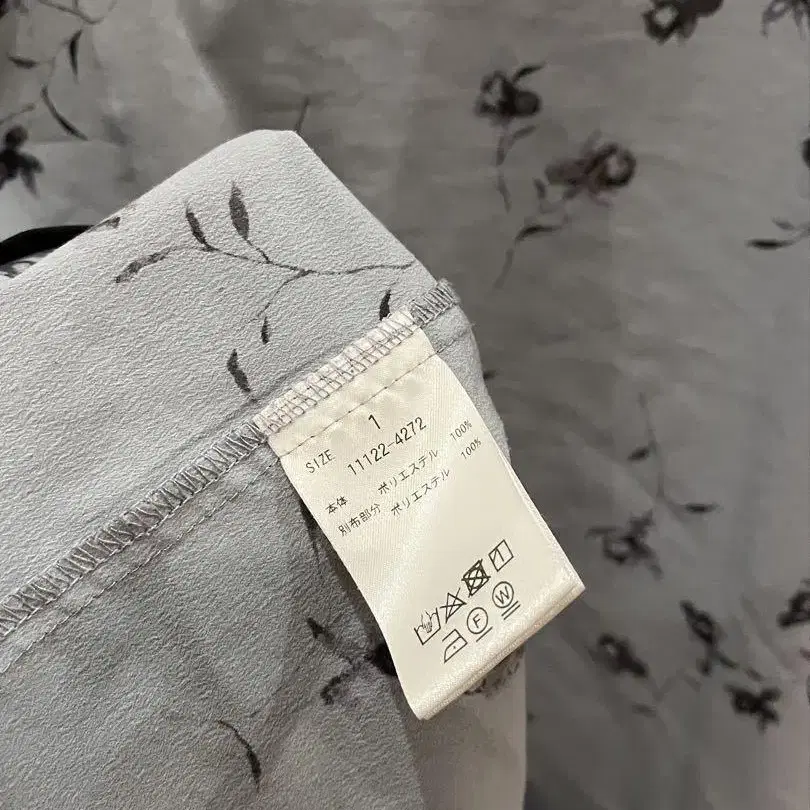 SIZE 1
11122-4272
本体 ポリエステル 100%
別布部分 ポリエステル 100%
F W